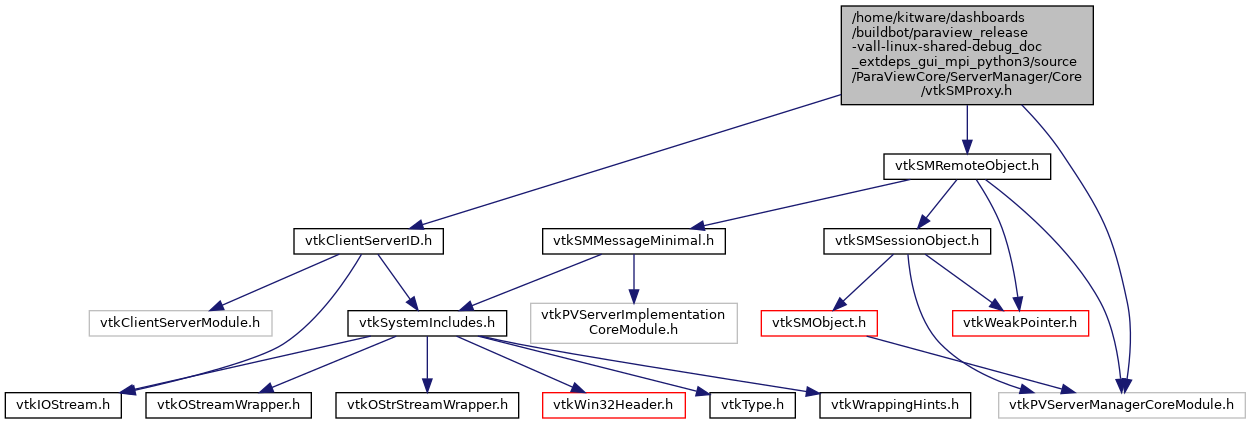 /home/kitware/dashboards
/buildbot/paraview_release
-vall-linux-shared-debug_doc
_extdeps_gui_mpi_python3/source
/ParaViewCore/ServerManager/Core
/vtkSMProxy.h
vtkSMRemoteObject.h
vtkClientServerID.h
vtkSMMessageMinimal.h
vtkSMSessionObject.h
vtkClientServerModule.h
vtkSystemIncludes.h
vtkPVServerImplementation
CoreModule.h
vtkSMObject.h
vtkWeakPointer.h
vtkIOStream.h
vtkOStreamWrapper.h
vtkOStrStreamWrapper.h
vtkWin32Header.h
vtkType.h
vtkWrappingHints.h
vtkPVServerManagerCoreModule.h